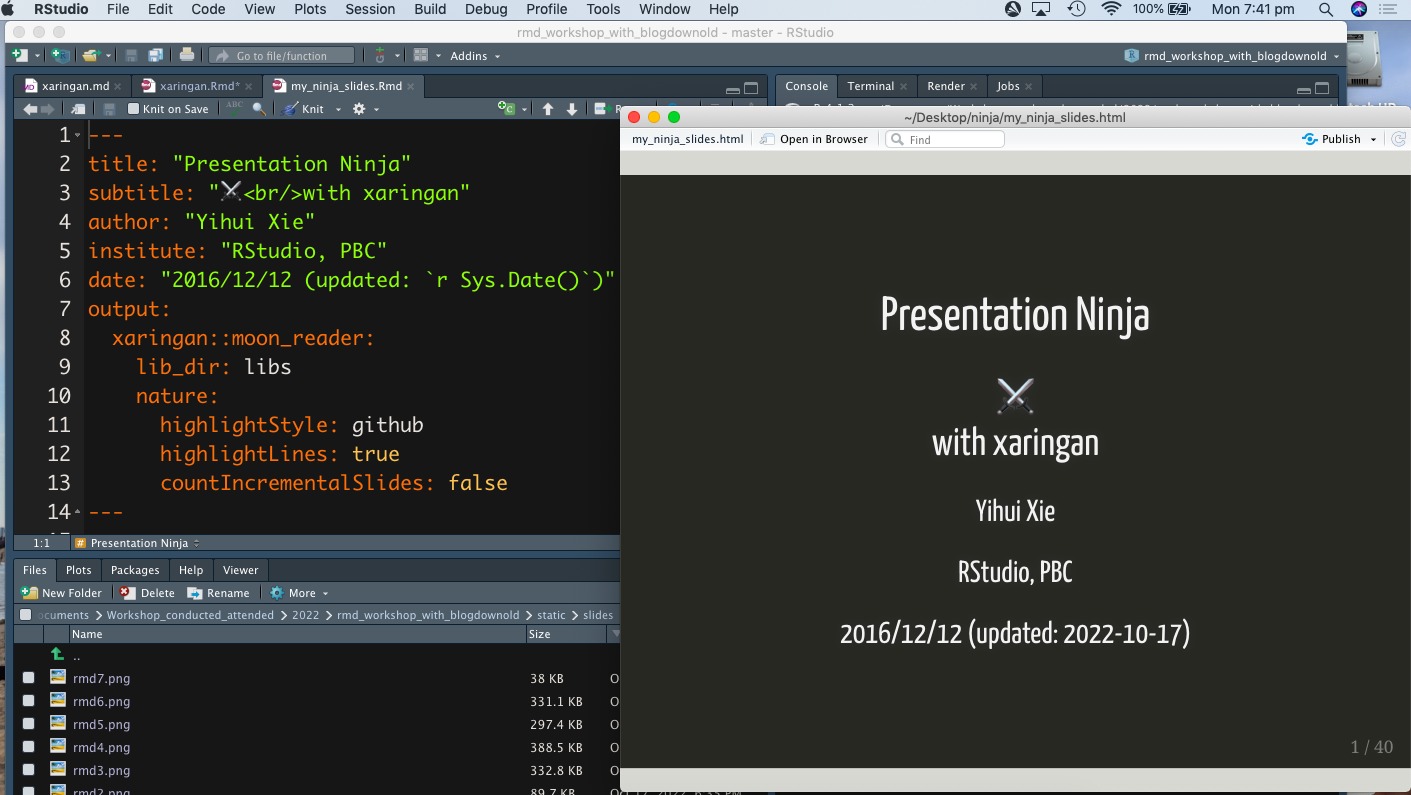 RStudio File Edit Code View Plots Session Build Debug Profile Tools Window Help 100% Mon 7:41 pm
rmd_workshop_with_blogdownold - master - RStudio
Go to file/function Addins rmd_workshop_with_blogdownold
xaringan.md xaringan.Rmd* my_ninja_slides.Rmd
Knit on Save ABC Knit
1 ---
2 title: "Presentation Ninja"
3 subtitle: "⚔<br/>with xaringan"
4 author: "Yihui Xie"
5 institute: "RStudio, PBC"
6 date: "2016/12/12 (updated: `r Sys.Date()`)"
7 output:
8 xaringan::moon_reader:
9 lib_dir: libs
10 nature:
11 highlightStyle: github
12 highlightLines: true
13 countIncrementalSlides: false
14 ---
1:1 # Presentation Ninja
Files Plots Packages Help Viewer
New Folder Delete Rename More
Workshop_conducted_attended 2022 rmd_workshop_with_blogdownold static slides
Name Size
..
rmd7.png 38 KB
rmd6.png 331.1 KB
rmd5.png 297.4 KB
rmd4.png 388.5 KB
rmd3.png 332.8 KB
rmd2.png 89.7 KB
Console Terminal Render Jobs
~/Desktop/ninja/my_ninja_slides.html
my_ninja_slides.html Open in Browser Find Publish
Presentation Ninja
⚔
with xaringan
Yihui Xie
RStudio, PBC
2016/12/12 (updated: 2022-10-17)
1 / 40